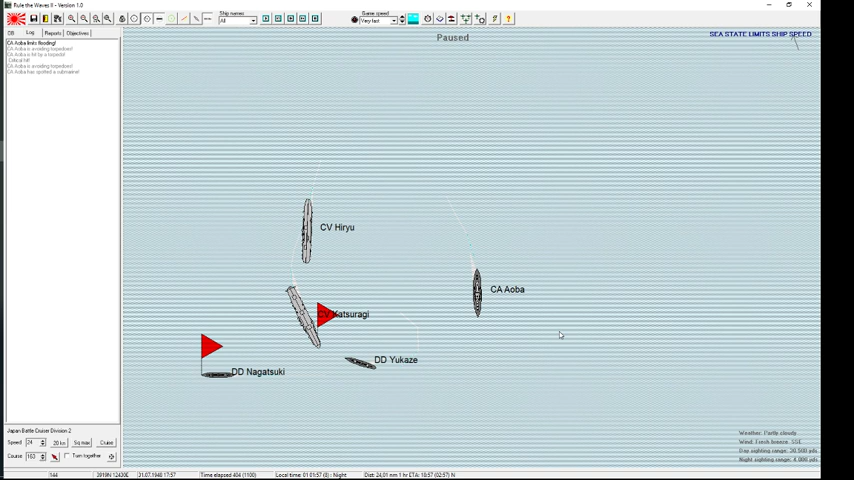 Rule the Waves II - Version 1.0
Ship names
All
Game speed
Very fast
DB Log Reports Objectives
CA Aoba limits flooding!
CA Aoba is avoiding torpedoes!
CA Aoba is hit by a torpedo!
Critical hit!
CA Aoba is avoiding torpedoes!
CA Aoba has spotted a submarine!
Paused
SEA STATE LIMITS SHIP SPEED
CV Hiryu
CA Aoba
CV Katsuragi
DD Yukaze
DD Nagatsuki
Japan Battle Cruiser Division 2
Speed 24 20 kn Sq max Cruise
Course 163 Turn together
Weather: Partly cloudy
Wind: Fresh breeze SSE
Day sighting range: 30,500 yds
Night sighting range: 4,000 yds
144 31.07.1940 17:57 Time elapsed 404 (1100) Local time: 01:01:57 (8) : Night